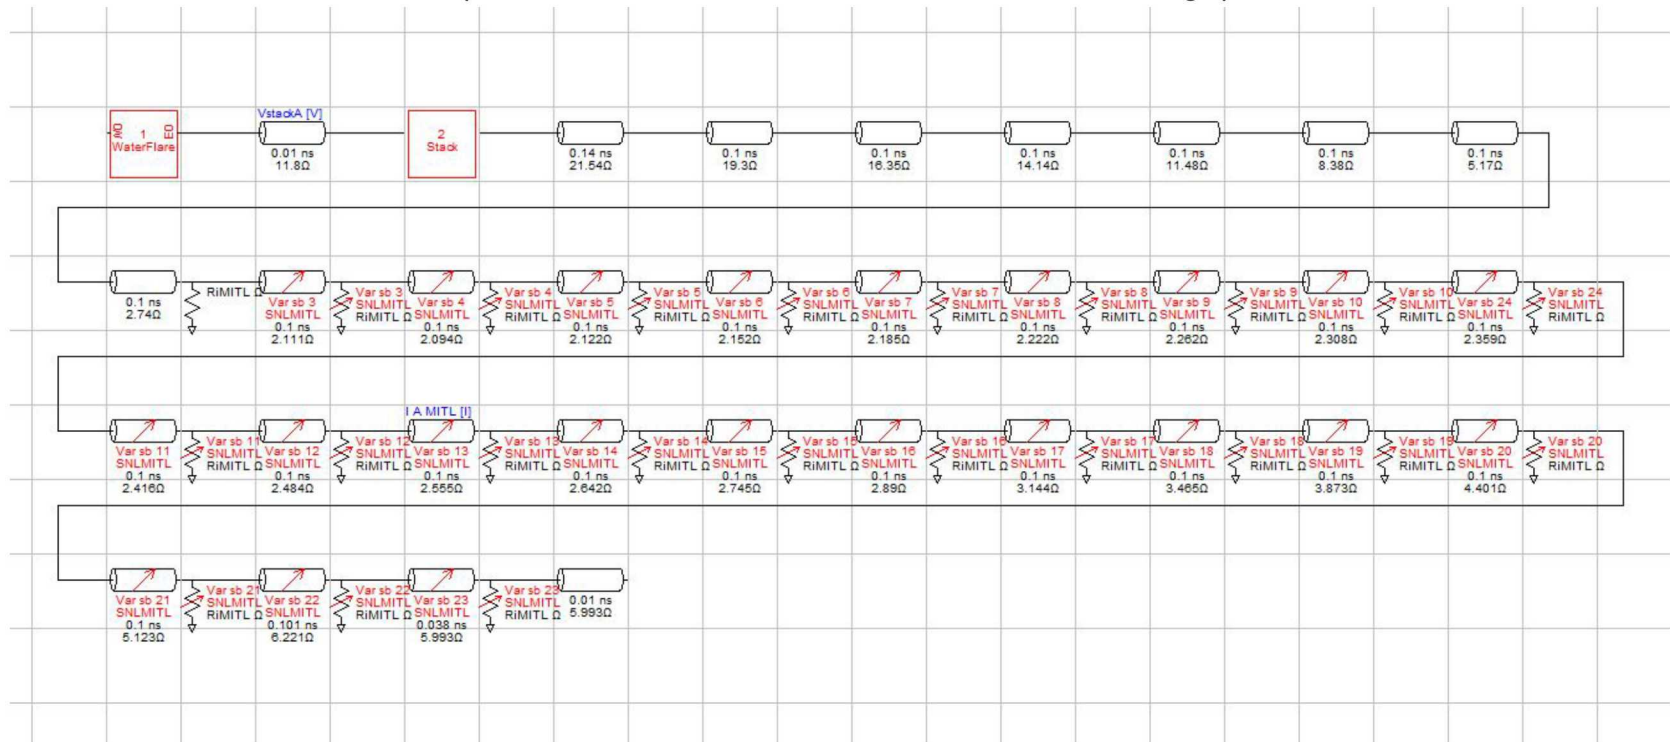 VstackA [V]
AO 1 EO
WaterFlare
2
Stack
0.01 ns
11.8Ω
0.14 ns
21.54Ω
0.1 ns
19.3Ω
0.1 ns
16.35Ω
0.1 ns
14.14Ω
0.1 ns
11.48Ω
0.1 ns
8.38Ω
0.1 ns
5.17Ω
0.1 ns
2.74Ω
RiMITL Ω
Var sb 3
SNLMITL
0.1 ns
2.111Ω
Var sb 3
SNLMITL
RiMITL Ω
Var sb 4
SNLMITL
0.1 ns
2.094Ω
Var sb 4
SNLMITL
RiMITL Ω
Var sb 5
SNLMITL
0.1 ns
2.122Ω
Var sb 5
SNLMITL
RiMITL Ω
Var sb 6
SNLMITL
0.1 ns
2.152Ω
Var sb 6
SNLMITL
RiMITL Ω
Var sb 7
SNLMITL
0.1 ns
2.185Ω
Var sb 7
SNLMITL
RiMITL Ω
Var sb 8
SNLMITL
0.1 ns
2.222Ω
Var sb 8
SNLMITL
RiMITL Ω
Var sb 9
SNLMITL
0.1 ns
2.262Ω
Var sb 9
SNLMITL
RiMITL Ω
Var sb 10
SNLMITL
0.1 ns
2.308Ω
Var sb 10
SNLMITL
RiMITL Ω
Var sb 24
SNLMITL
0.1 ns
2.359Ω
Var sb 24
SNLMITL
RiMITL Ω
I A MITL [I]
Var sb 11
SNLMITL
0.1 ns
2.416Ω
Var sb 11
SNLMITL
RiMITL Ω
Var sb 12
SNLMITL
0.1 ns
2.484Ω
Var sb 12
SNLMITL
RiMITL Ω
Var sb 13
SNLMITL
0.1 ns
2.555Ω
Var sb 13
SNLMITL
RiMITL Ω
Var sb 14
SNLMITL
0.1 ns
2.642Ω
Var sb 14
SNLMITL
RiMITL Ω
Var sb 15
SNLMITL
0.1 ns
2.745Ω
Var sb 15
SNLMITL
RiMITL Ω
Var sb 16
SNLMITL
0.1 ns
2.89Ω
Var sb 16
SNLMITL
RiMITL Ω
Var sb 17
SNLMITL
0.1 ns
3.144Ω
Var sb 17
SNLMITL
RiMITL Ω
Var sb 18
SNLMITL
0.1 ns
3.465Ω
Var sb 18
SNLMITL
RiMITL Ω
Var sb 19
SNLMITL
0.1 ns
3.873Ω
Var sb 19
SNLMITL
RiMITL Ω
Var sb 20
SNLMITL
0.1 ns
4.401Ω
Var sb 20
SNLMITL
RiMITL Ω
Var sb 21
SNLMITL
0.1 ns
5.123Ω
Var sb 21
SNLMITL
RiMITL Ω
Var sb 22
SNLMITL
0.101 ns
6.221Ω
Var sb 22
SNLMITL
RiMITL Ω
Var sb 23
SNLMITL
0.038 ns
5.993Ω
Var sb 23
SNLMITL
RiMITL Ω
0.01 ns
5.993Ω